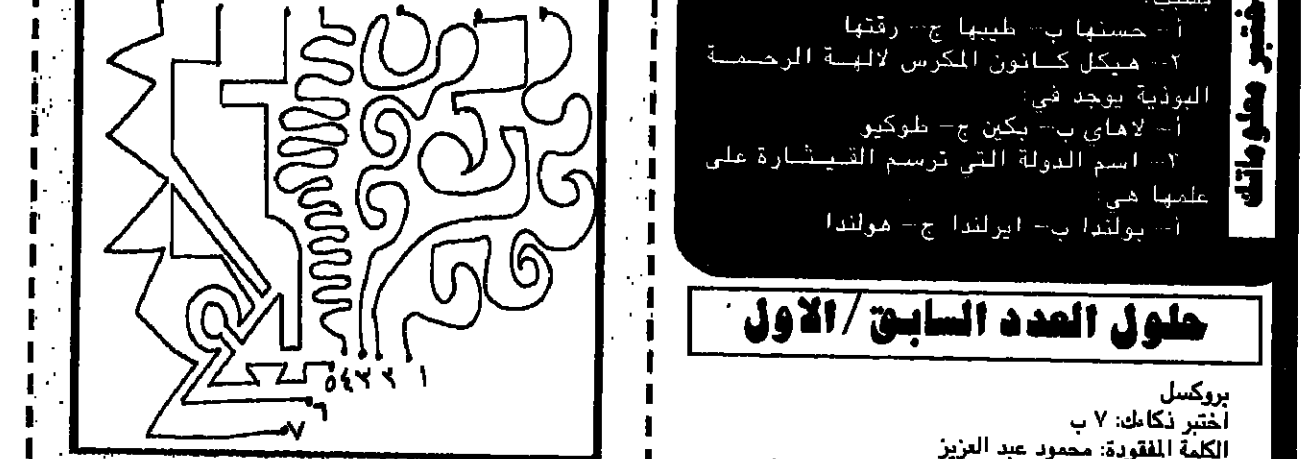 اختبر معلوماتك
بسبب:
أ- حسنها ب- طيبها ج- رقتها
٢- هيكل كانون المكرس لالهة الرحمة
البوذية يوجد في:
أ- لاهاي ب- بكين ج- طوكيو
٣- اسم الدولة التي ترسم القيثارة على
علمها هي:
أ- بولندا ب- ايرلندا ج- هولندا
حلول العدد السابق/الاول
بروكسل
اختبر ذكاءك: ٧ ب
الكلمة المفقودة: محمود عبد العزيز
١ ٢ ٣ ٤ ٥
٦
٧